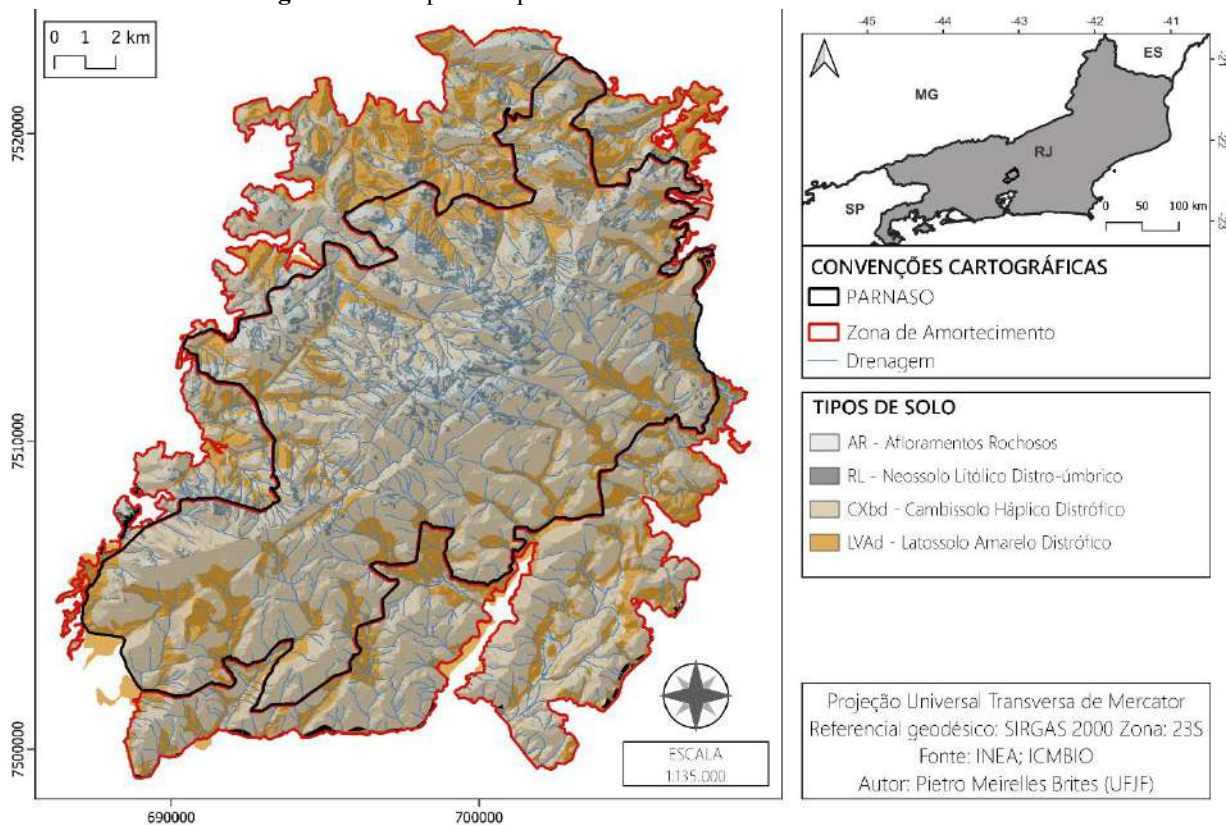 0 1 2 km
7520000
7510000
7500000
690000
700000
ESCALA
1:135.000
-45 -44 -43 -42 -41
-21
-22
-23
ES
MG
RJ
SP
0 50 100 km
CONVENÇÕES CARTOGRÁFICAS
PARNASO
Zona de Amortecimento
Drenagem
TIPOS DE SOLO
AR - Afloramentos Rochosos
RL - Neossolo Litólico Distro-úmbrico
CXbd - Cambissolo Háplico Distrófico
LVAd - Latossolo Amarelo Distrófico
Projeção Universal Transversa de Mercator
Referencial geodésico: SIRGAS 2000 Zona: 23S
Fonte: INEA; ICMBIO
Autor: Pietro Meirelles Brites (UFJF)